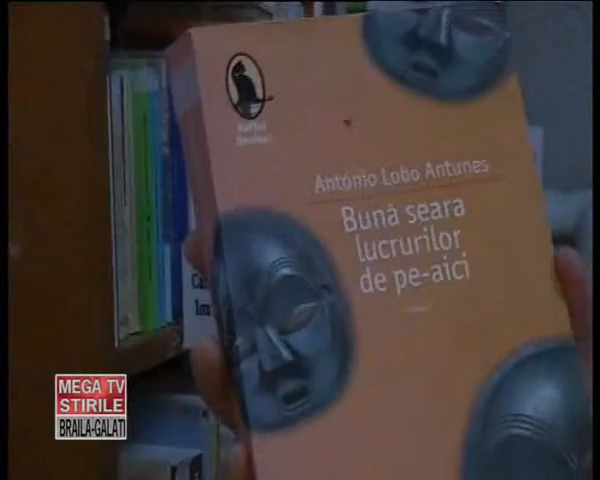 António Lobo Antunes
Bună seara
lucrurilor
de pe-aici
MEGA TV
STIRILE
BRAILA-GALATI